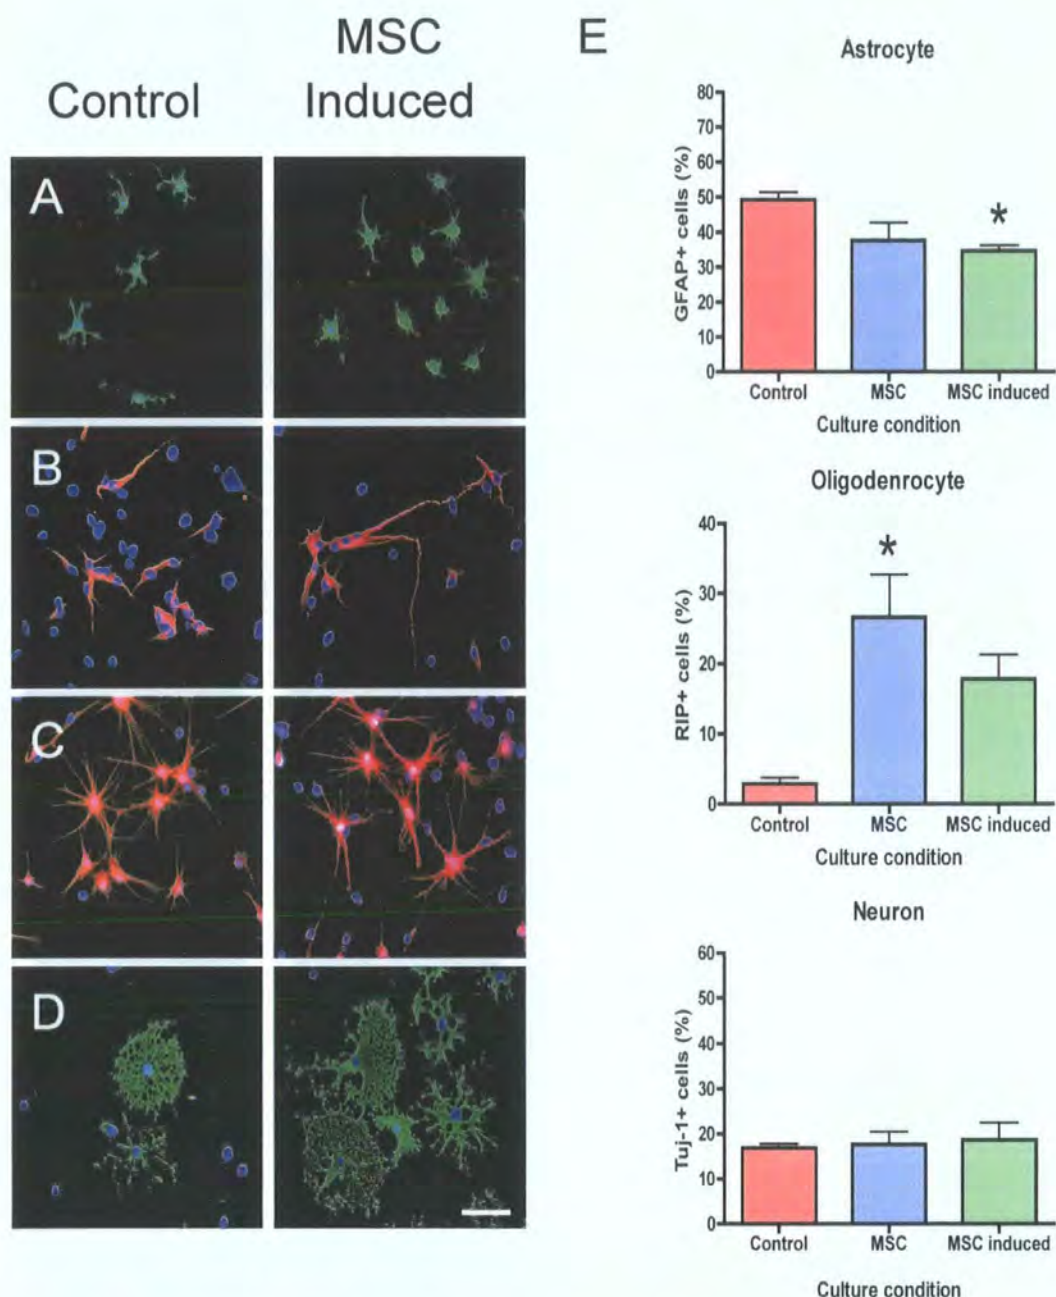 MSC
Control Induced
A
B
C
D
E
Astrocyte
GFAP+ cells (%)
80
70
60
50
40
30
20
10
0
*
Control MSC MSC induced
Culture condition
Oligodenrocyte
RIP+ cells (%)
40
30
20
10
0
*
Control MSC MSC induced
Culture condition
Neuron
Tuj-1+ cells (%)
60
50
40
30
20
10
0
Control MSC MSC induced
Culture condition